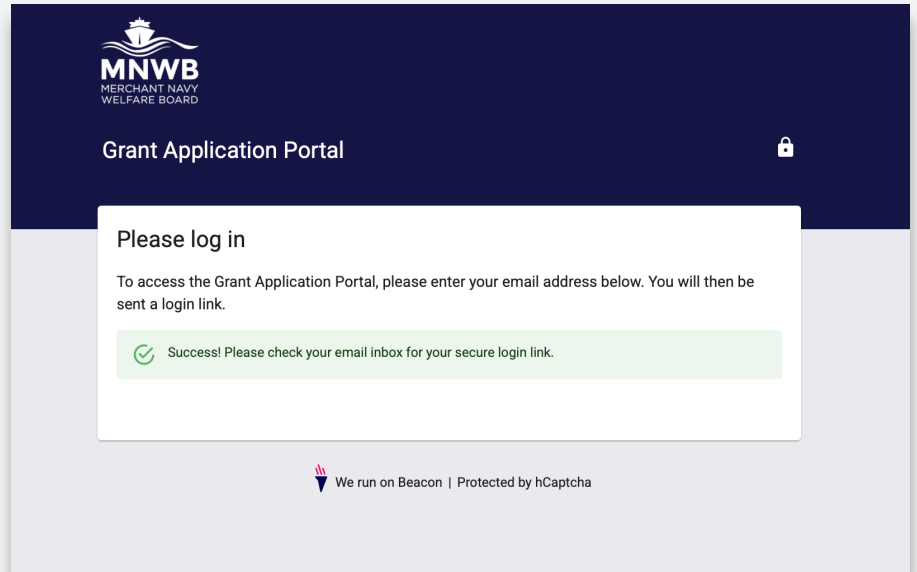 MNWB
MERCHANT NAVY
WELFARE BOARD
Grant Application Portal
Please log in
To access the Grant Application Portal, please enter your email address below. You will then be
sent a login link.
Success! Please check your email inbox for your secure login link.
We run on Beacon | Protected by hCaptcha